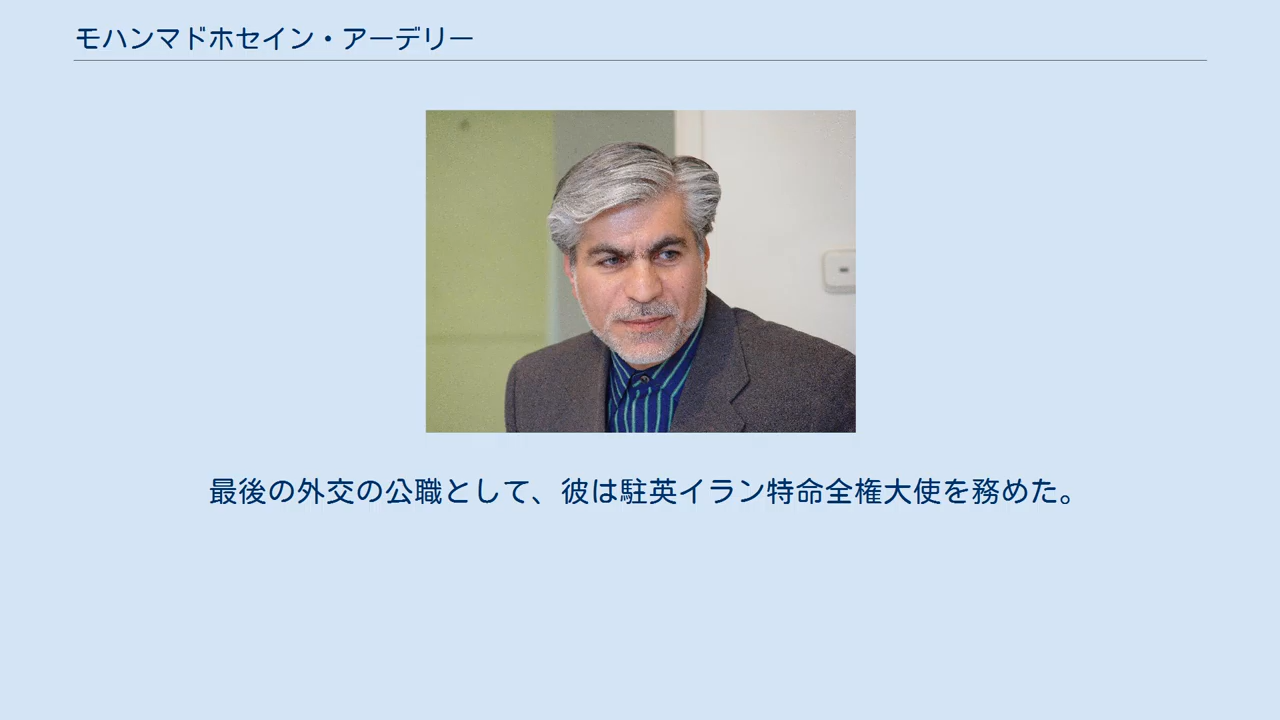 モハンマドホセイン・アーデリー
最後の外交の公職として、彼は駐英イラン特命全権大使を務めた。